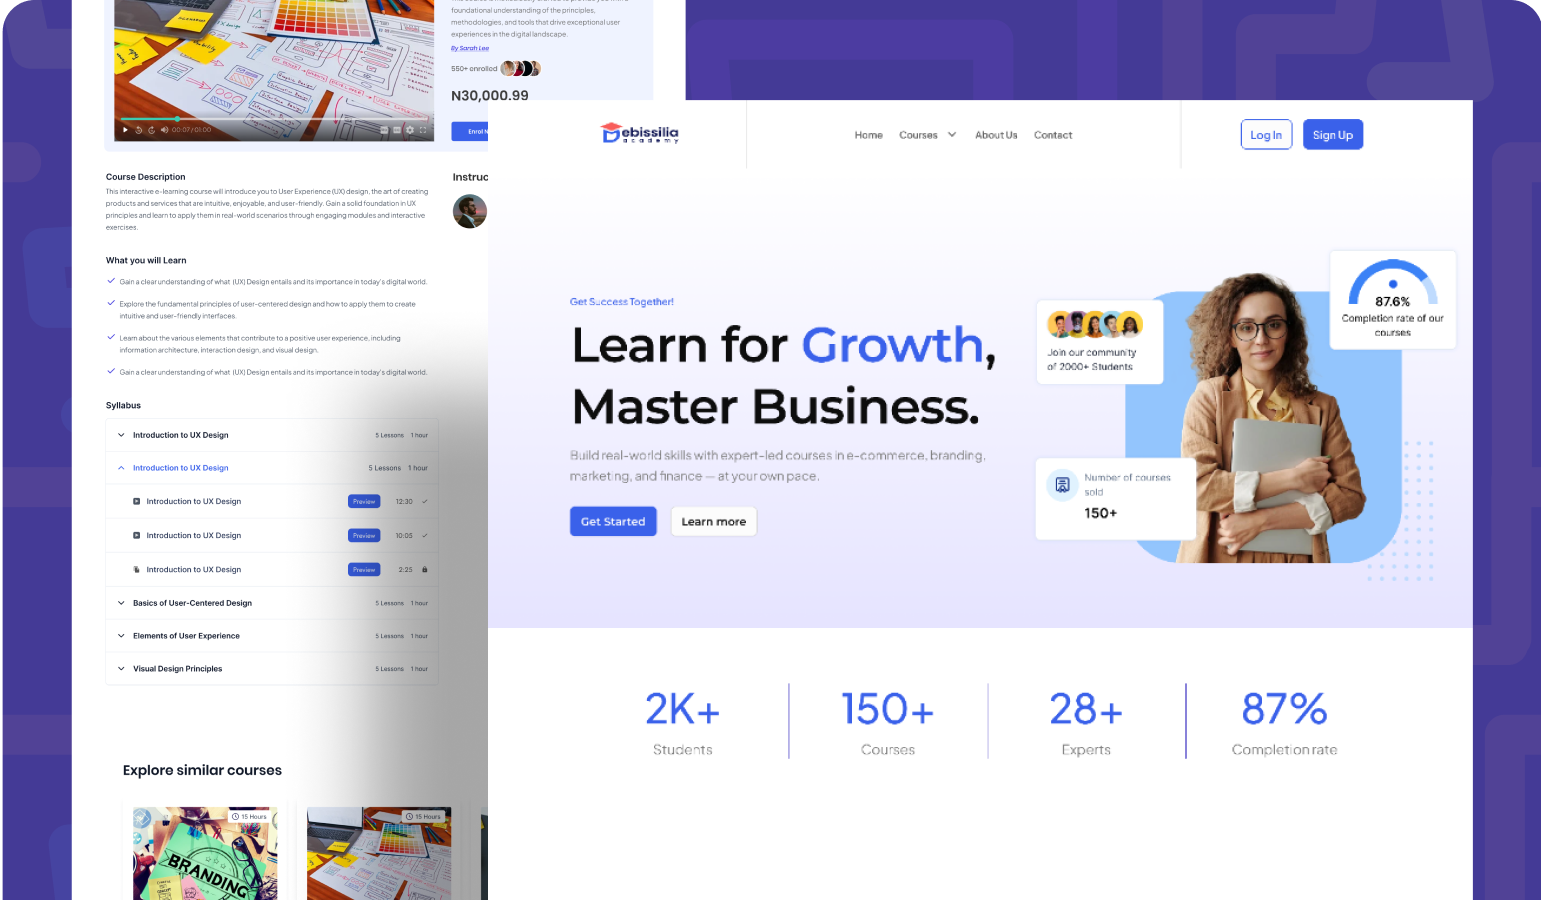 foundational understanding of the principles,
methodologies, and tools that drive exceptional user
experiences in the digital landscape.
By Sarah Lee
550+ enrolled
N30,000.99
Enrol N
00:07 / 01:00
Course Description
This interactive e-learning course will introduce you to User Experience (UX) design, the art of creating
products and services that are intuitive, enjoyable, and user-friendly. Gain a solid foundation in UX
principles and learn to apply them in real-world scenarios through engaging modules and interactive
exercises.
Instruc
What you will Learn
Gain a clear understanding of what (UX) Design entails and its importance in today's digital world.
Explore the fundamental principles of user-centered design and how to apply them to create
intuitive and user-friendly interfaces.
Learn about the various elements that contribute to a positive user experience, including
information architecture, interaction design, and visual design.
Gain a clear understanding of what (UX) Design entails and its importance in today's digital world.
Syllabus
Introduction to UX Design 5 Lessons 1 hour
Introduction to UX Design 5 Lessons 1 hour
Introduction to UX Design Preview 12:30
Introduction to UX Design Preview 10:05
Introduction to UX Design Preview 2:25
Basics of User-Centered Design 5 Lessons 1 hour
Elements of User Experience 5 Lessons 1 hour
Visual Design Principles 5 Lessons 1 hour
Explore similar courses
15 Hours
BRANDING
15 Hours
Debissilia
academy
Home Courses About Us Contact
Log In Sign Up
Get Success Together!
Learn for Growth,
Master Business.
Build real-world skills with expert-led courses in e-commerce, branding,
marketing, and finance — at your own pace.
Get Started Learn more
Join our community
of 2000+ Students
87.6%
Completion rate of our
courses
Number of courses
sold
150+
2K+ 150+ 28+ 87%
Students Courses Experts Completion rate